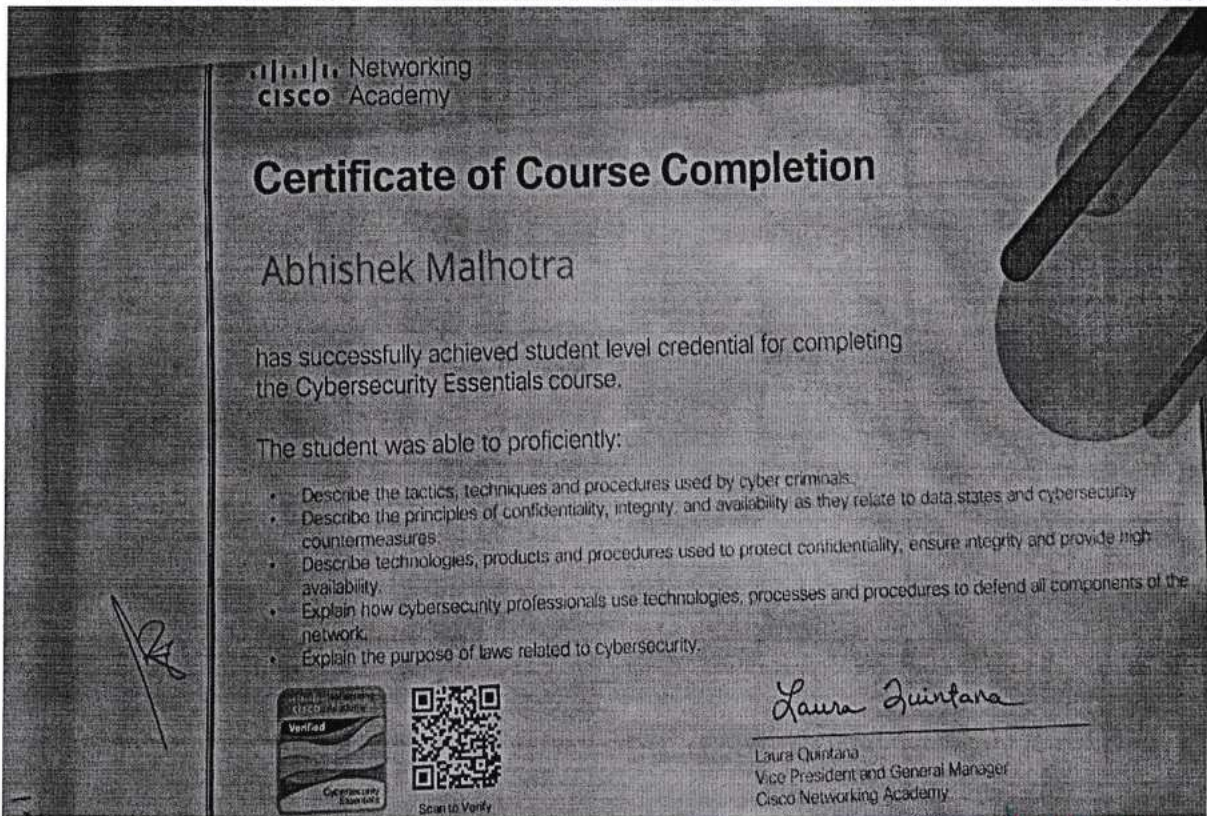 Networking
CISCO Academy
Certificate of Course Completion
Abhishek Malhotra
has successfully achieved student level credential for completing
the Cybersecurity Essentials course.
The student was able to proficiently:
• Describe the tactics, techniques and procedures used by cyber criminals.
• Describe the principles of confidentiality, integrity, and availability as they relate to data states and cybersecurity
countermeasures.
• Describe technologies, products and procedures used to protect confidentiality, ensure integrity and provide high
availability.
• Explain how cybersecurity professionals use technologies, processes and procedures to defend all components of the
network.
• Explain the purpose of laws related to cybersecurity.
Verified
Cybersecurity
Essentials
Scan to Verify
Laura Quintana
Laura Quintana
Vice President and General Manager
Cisco Networking Academy